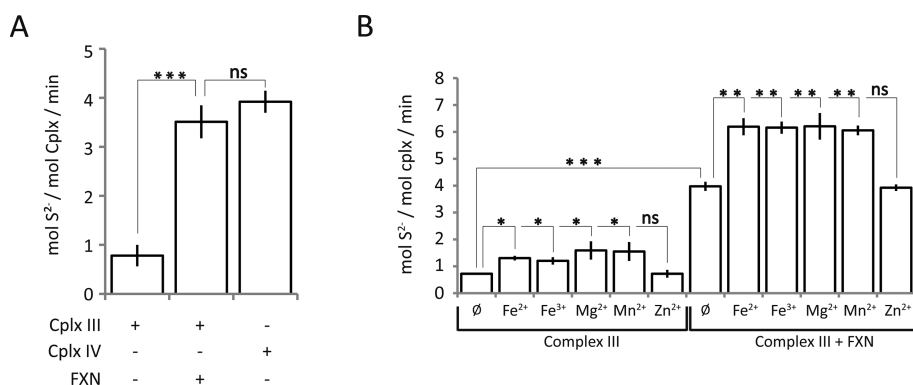 A
mol S²⁻ / mol Cplx / min
5
4
3
2
1
0
***
ns
Cplx III + + -
Cplx IV - - +
FXN - + -
B
mol S²⁻ / mol cplx / min
8
7
6
5
4
3
2
1
0
* * * * ns
***
** ** ** ** ns
Ø Fe²⁺ Fe³⁺ Mg²⁺ Mn²⁺ Zn²⁺ Ø Fe²⁺ Fe³⁺ Mg²⁺ Mn²⁺ Zn²⁺
Complex III
Complex III + FXN